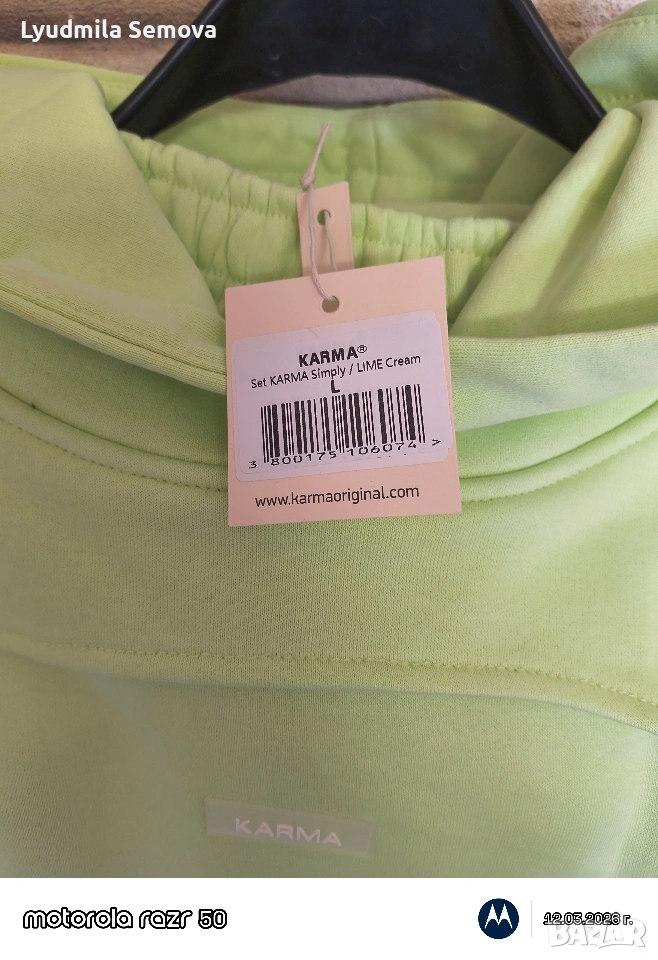 Lyudmila Semova
KARMA®
Set KARMA Simply / LIME Cream
L
3 800175 106074 >
www.karmaoriginal.com
KARMA
motorola razr 50
12.03.2026 г.
BAZAR